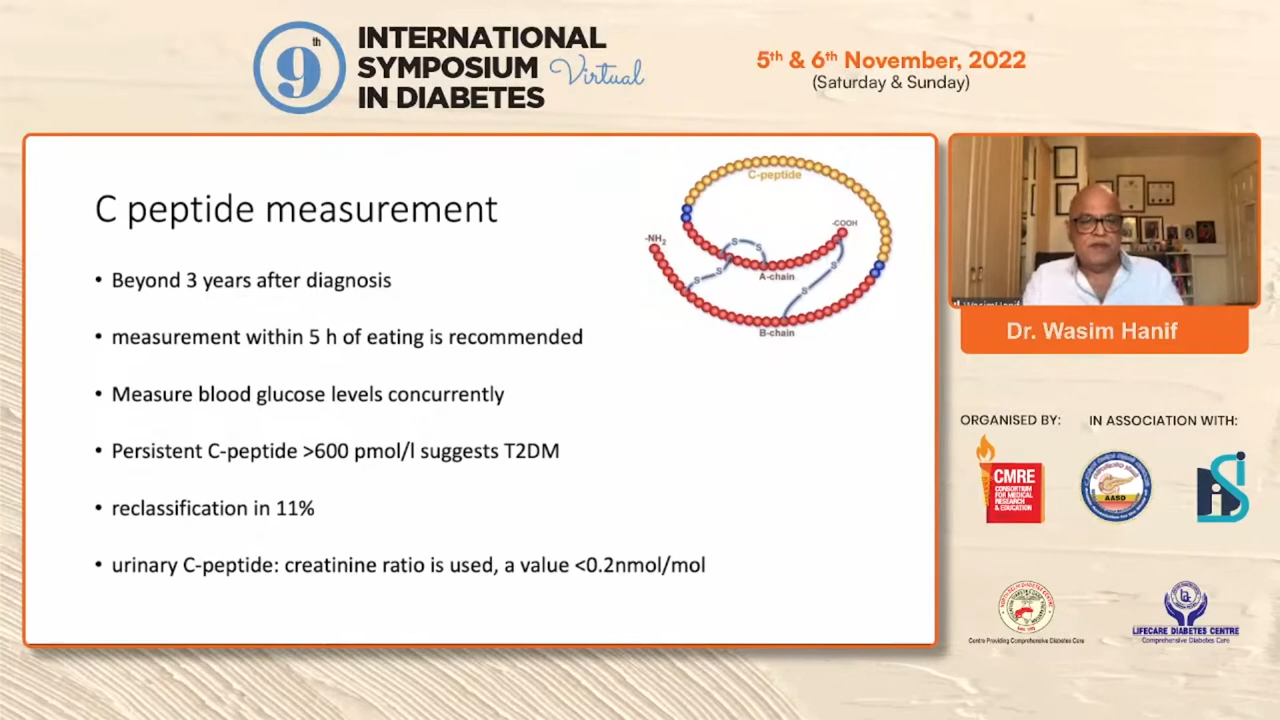 9th
INTERNATIONAL
SYMPOSIUM Virtual
IN DIABETES
5th & 6th November, 2022
(Saturday & Sunday)
C peptide measurement
• Beyond 3 years after diagnosis
• measurement within 5 h of eating is recommended
• Measure blood glucose levels concurrently
• Persistent C-peptide >600 pmol/l suggests T2DM
• reclassification in 11%
• urinary C-peptide: creatinine ratio is used, a value <0.2nmol/mol
C-peptide
-COOH
-NH₂
S
S
A-chain
S
S
S
S
B-chain
Dr. Wasim Hanif
ORGANISED BY:
IN ASSOCIATION WITH:
CMRE
CONSORTIUM
FOR MEDICAL
RESEARCH
& EDUCATION
AASD
Centre Providing Comprehensive Diabetes Care
LIFECARE DIABETES CENTRE
Comprehensive Diabetes Care